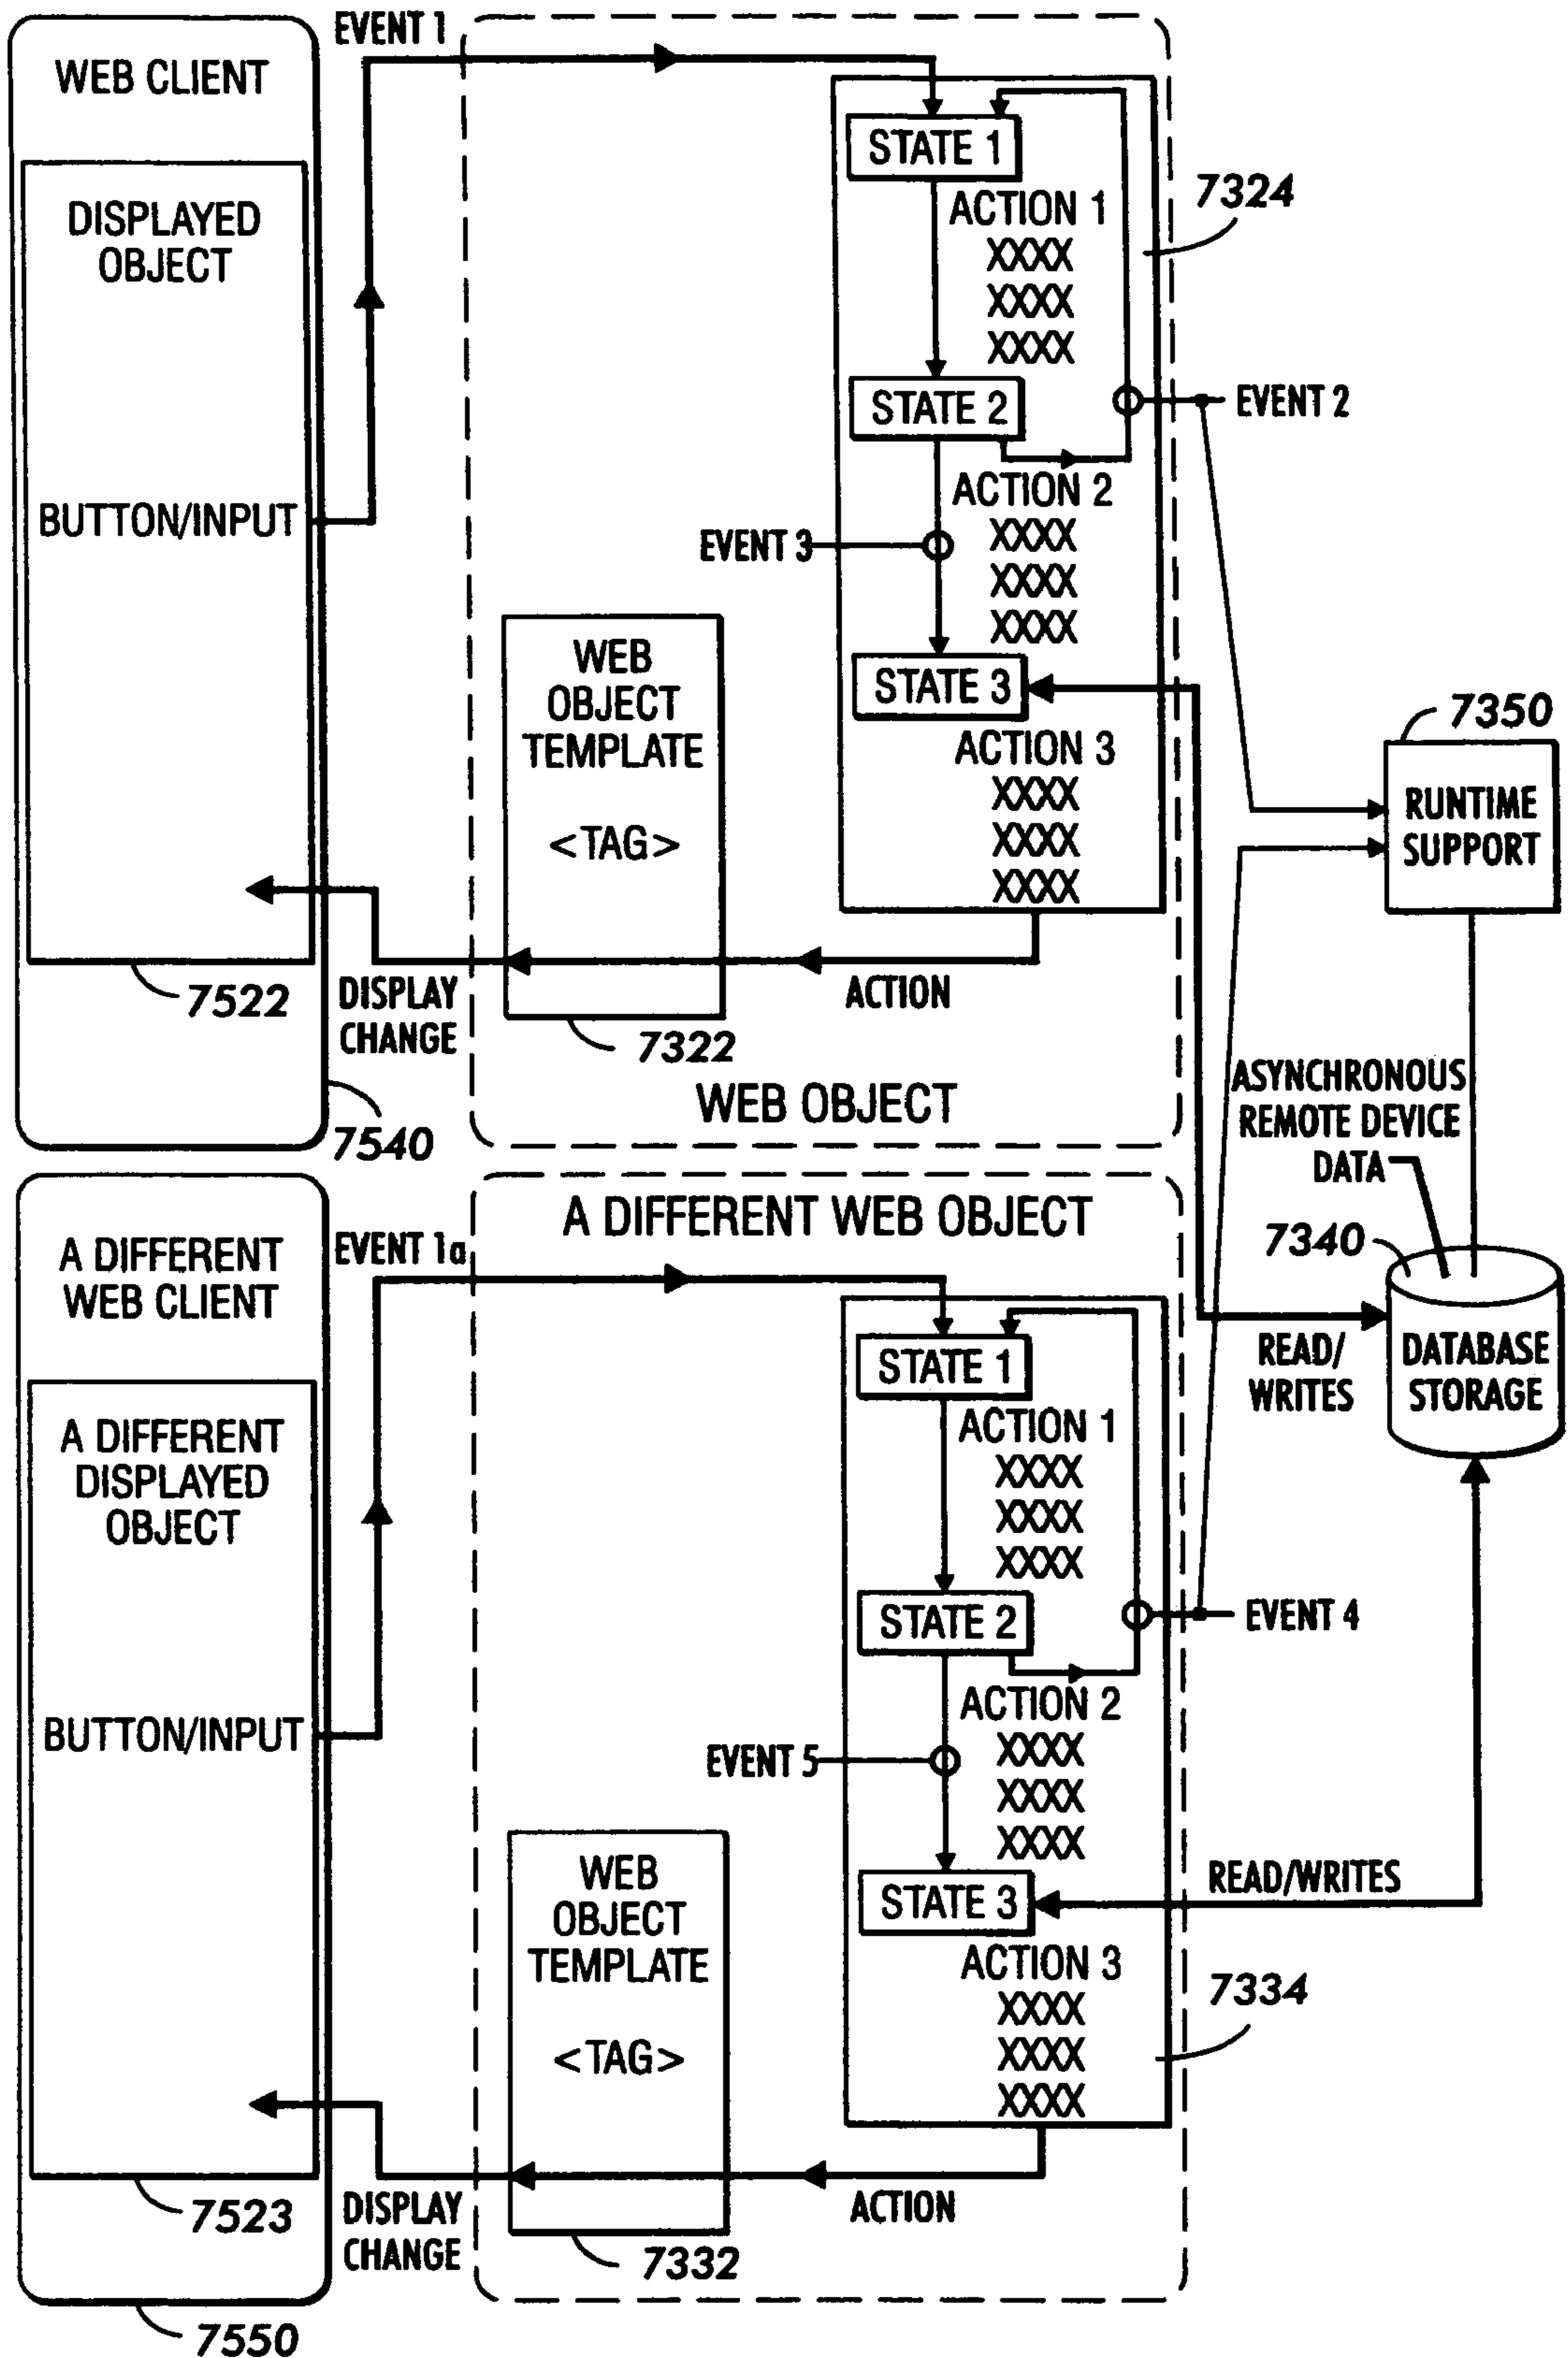 EVENT 1
WEB CLIENT
DISPLAYED
OBJECT
BUTTON/INPUT
7522
DISPLAY
CHANGE
7540
STATE 1
ACTION 1
XXXX
XXXX
XXXX
7324
STATE 2
EVENT 2
ACTION 2
XXXX
XXXX
XXXX
EVENT 3
STATE 3
ACTION 3
XXXX
XXXX
XXXX
WEB
OBJECT
TEMPLATE
<TAG>
ACTION
7322
WEB OBJECT
7350
RUNTIME
SUPPORT
ASYNCHRONOUS
REMOTE DEVICE
DATA
7340
DATABASE
STORAGE
READ/
WRITES
A DIFFERENT
WEB CLIENT
EVENT 1a
A DIFFERENT WEB OBJECT
A DIFFERENT
DISPLAYED
OBJECT
BUTTON/INPUT
7523
DISPLAY
CHANGE
7550
STATE 1
ACTION 1
XXXX
XXXX
XXXX
STATE 2
EVENT 4
ACTION 2
XXXX
XXXX
XXXX
EVENT 5
STATE 3
READ/WRITES
ACTION 3
XXXX
XXXX
XXXX
7334
WEB
OBJECT
TEMPLATE
<TAG>
ACTION
7332